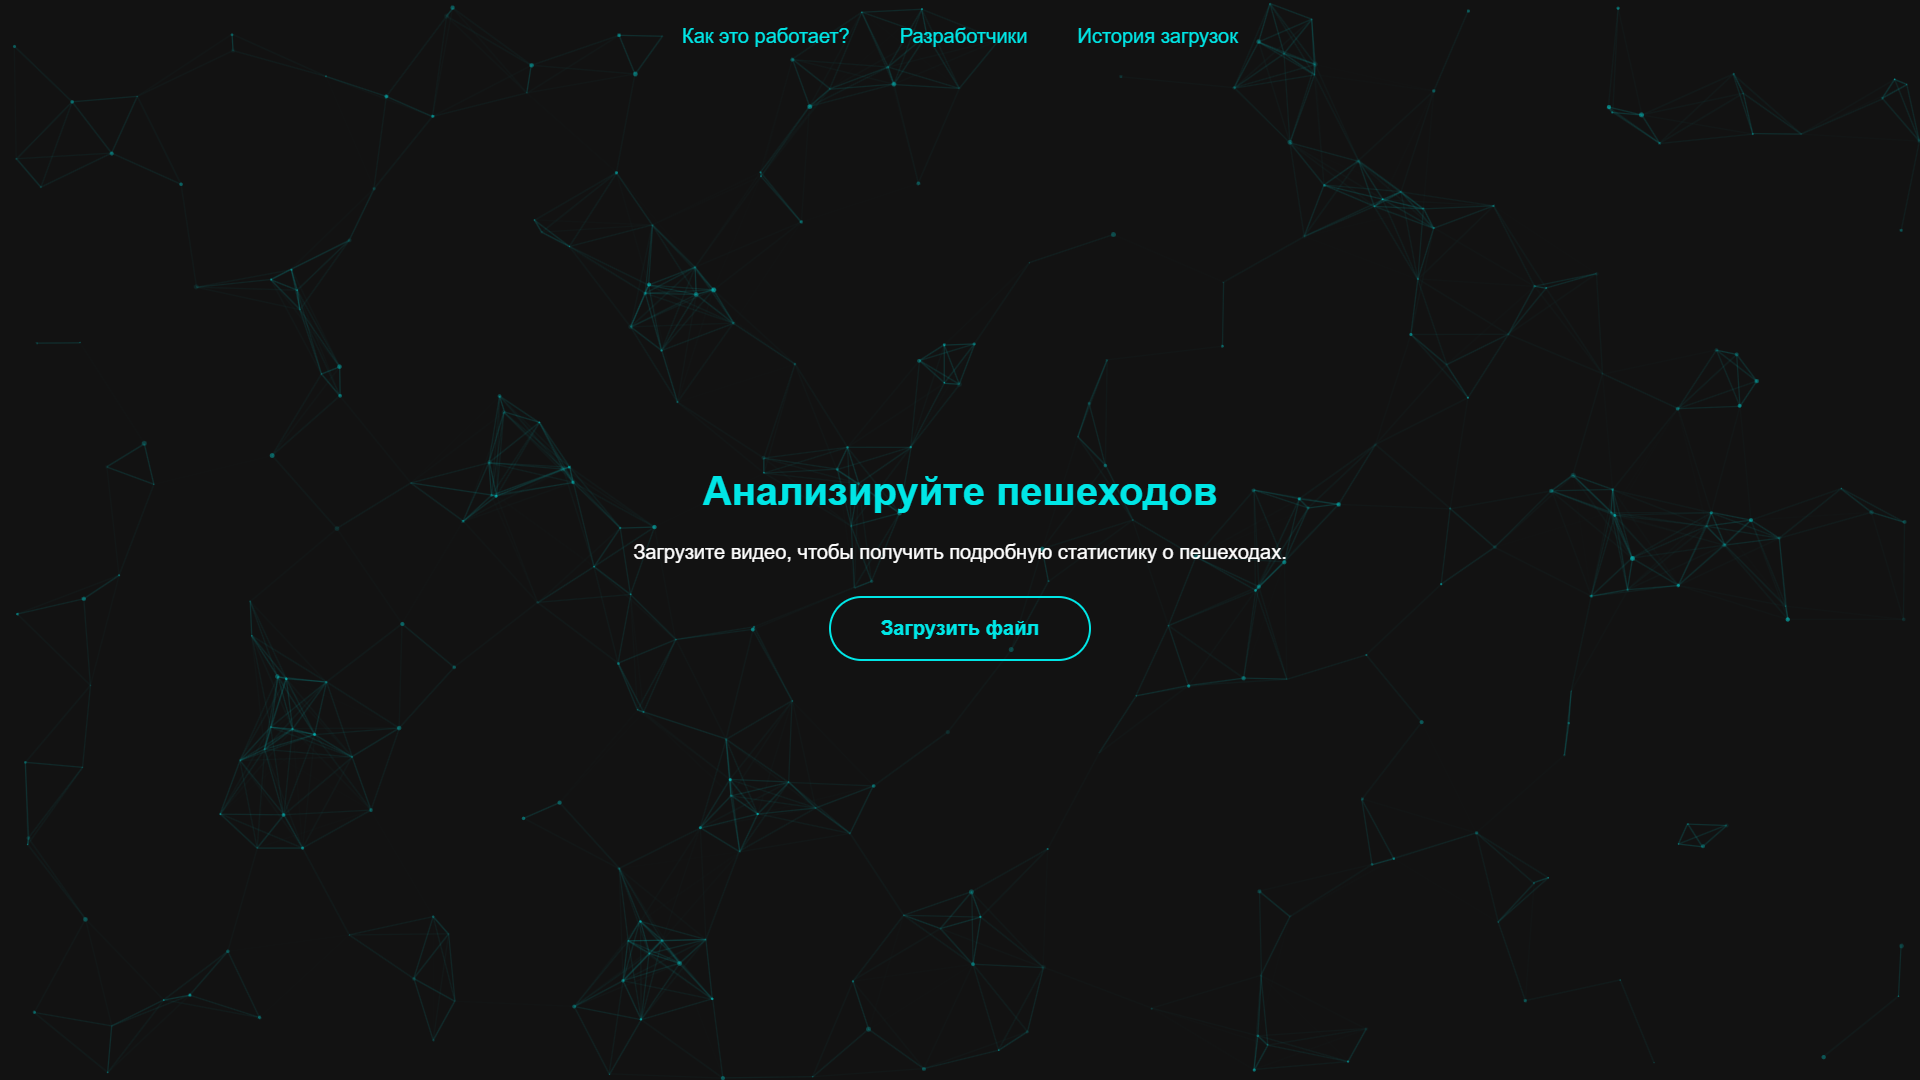 Как это работает? Разработчики История загрузок
Анализируйте пешеходов
Загрузите видео, чтобы получить подробную статистику о пешеходах.
Загрузить файл